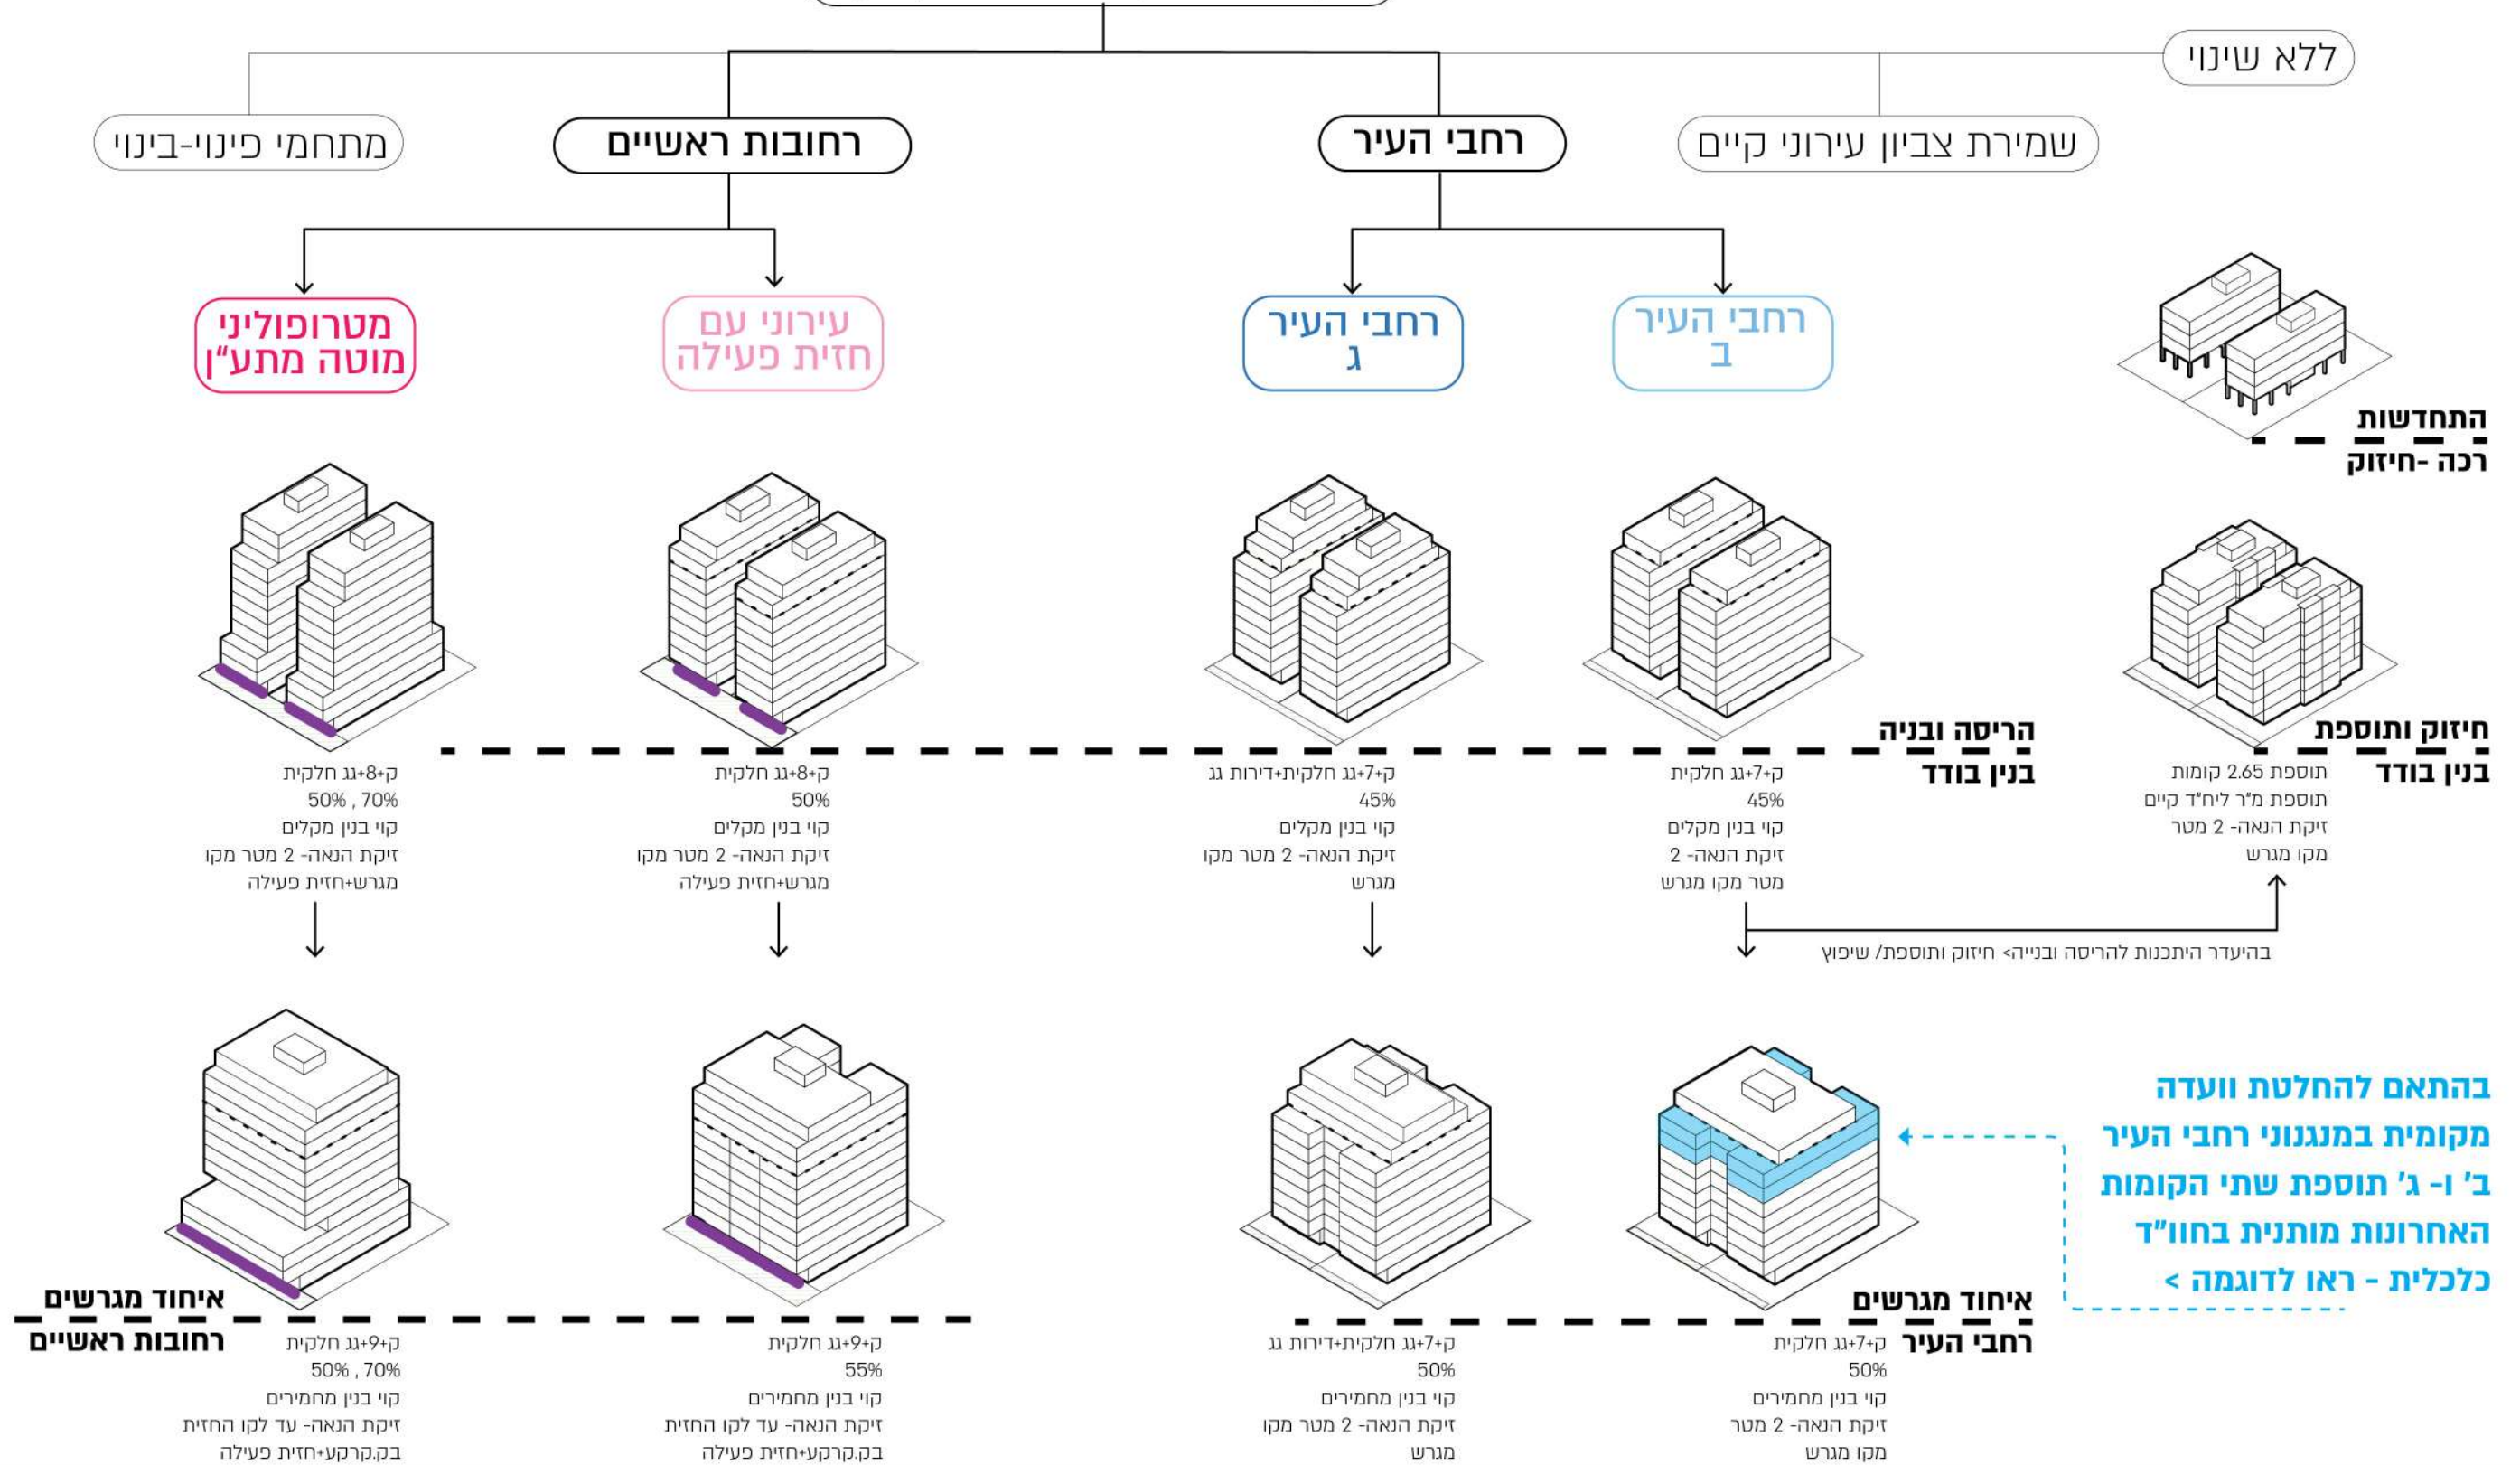 ללא שינוי
שמירת צביון עירוני קיים
רחבי העיר
רחובות ראשיים
מתחמי פינוי-בינוי
רחבי העיר
ב
רחבי העיר
ג
עירוני עם
חזית פעילה
מטרופוליני
מוטה מתע"ן
התחדשות
רכה -חיזוק
חיזוק ותוספת
בנין בודד
תוספת 2.65 קומות
תוספת מ"ר ליח"ד קיים
זיקת הנאה- 2 מטר
מקו מגרש
הריסה ובניה
בנין בודד
ק+7+גג חלקית
45%
קוי בנין מקלים
זיקת הנאה- 2
מטר מקו מגרש
ק+7+גג חלקית+דירות גג
45%
קוי בנין מקלים
זיקת הנאה- 2 מטר מקו
מגרש
ק+8+גג חלקית
50%
קוי בנין מקלים
זיקת הנאה- 2 מטר מקו
מגרש+חזית פעילה
ק+8+גג חלקית
50% , 70%
קוי בנין מקלים
זיקת הנאה- 2 מטר מקו
מגרש+חזית פעילה
בהיעדר היתכנות להריסה ובנייה> חיזוק ותוספת/ שיפוץ
בהתאם להחלטת וועדה
מקומית במנגנוני רחבי העיר
ב' ו- ג' תוספת שתי הקומות
האחרונות מותנית בחוו"ד
כלכלית - ראו לדוגמה >
איחוד מגרשים
רחבי העיר
ק+7+גג חלקית
50%
קוי בנין מחמירים
זיקת הנאה- 2 מטר
מקו מגרש
ק+7+גג חלקית+דירות גג
50%
קוי בנין מחמירים
זיקת הנאה- 2 מטר מקו
מגרש
ק+9+גג חלקית
55%
קוי בנין מחמירים
זיקת הנאה- עד לקו החזית
בק.קרקע+חזית פעילה
איחוד מגרשים
רחובות ראשיים
ק+9+גג חלקית
50% , 70%
קוי בנין מחמירים
זיקת הנאה- עד לקו החזית
בק.קרקע+חזית פעילה